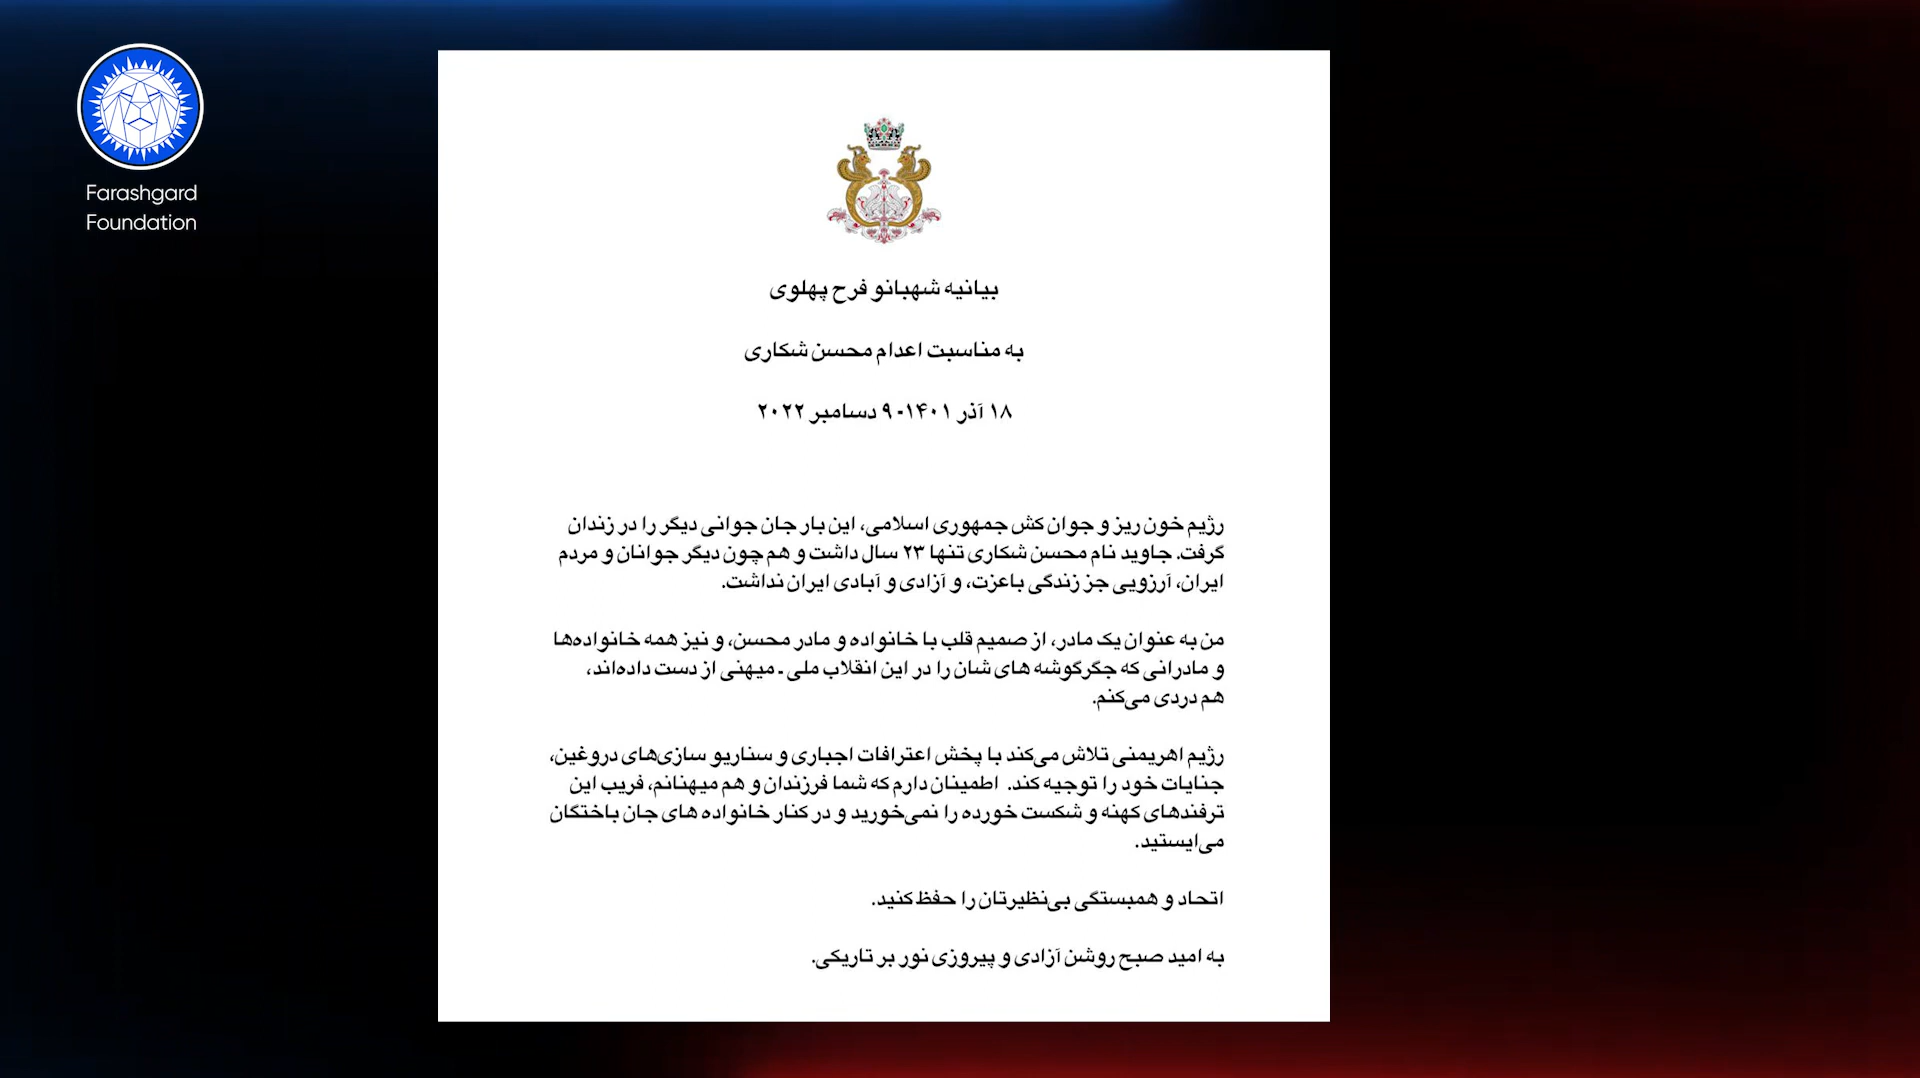 Farashgard
Foundation
بیانیه شهبانو فرح پهلوی
به مناسبت اعدام محسن شکاری
۱۸ آذر ۱۴۰۱- ۹ دسامبر ۲۰۲۲
رژیم خون ریز و جوان کش جمهوری اسلامی، این بار جان جوانی دیگر را در زندان
گرفت. جاوید نام محسن شکاری تنها ۲۳ سال داشت و هم چون دیگر جوانان و مردم
ایران، آرزویی جز زندگی باعزت، و آزادی و آبادی ایران نداشت.
من به عنوان یک مادر، از صمیم قلب با خانواده و مادر محسن، و نیز همه خانواده‌ها
و مادرانی که جگرگوشه های شان را در این انقلاب ملی ـ میهنی از دست داده‌اند،
هم دردی می‌کنم.
رژیم اهریمنی تلاش می‌کند با پخش اعترافات اجباری و سناریو سازی‌های دروغین،
جنایات خود را توجیه کند. اطمینان دارم که شما فرزندان و هم میهنانم، فریب این
ترفندهای کهنه و شکست خورده را نمی‌خورید و در کنار خانواده های جان باختگان
می‌ایستید.
اتحاد و همبستگی بی‌نظیرتان را حفظ کنید.
به امید صبح روشن آزادی و پیروزی نور بر تاریکی.